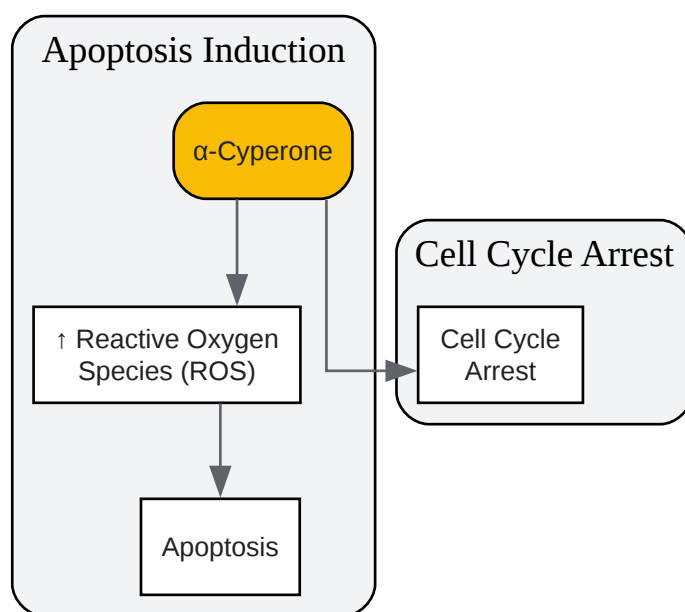 Apoptosis Induction
α-Cyperone
Cell Cycle Arrest
↑ Reactive Oxygen
Species (ROS)
Cell Cycle
Arrest
Apoptosis